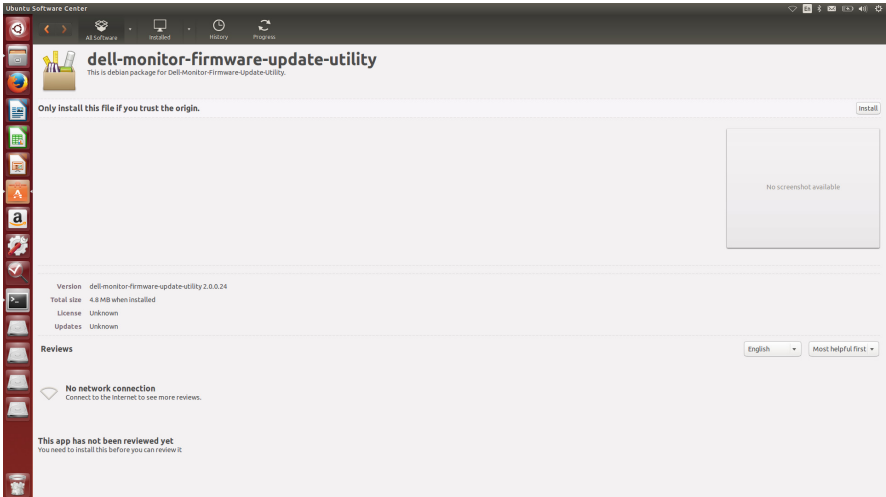 Ubuntu Software Center
En
All Software
Installed
History
Progress
dell-monitor-firmware-update-utility
This is debian package for Dell-Monitor-Firmware-Update-Utility.
Only install this file if you trust the origin.
Install
No screenshot available
Version dell-monitor-firmware-update-utility 2.0.0.24
Total size 4.8 MB when installed
License Unknown
Updates Unknown
Reviews
English
Most helpful first
No network connection
Connect to the Internet to see more reviews.
This app has not been reviewed yet
You need to install this before you can review it